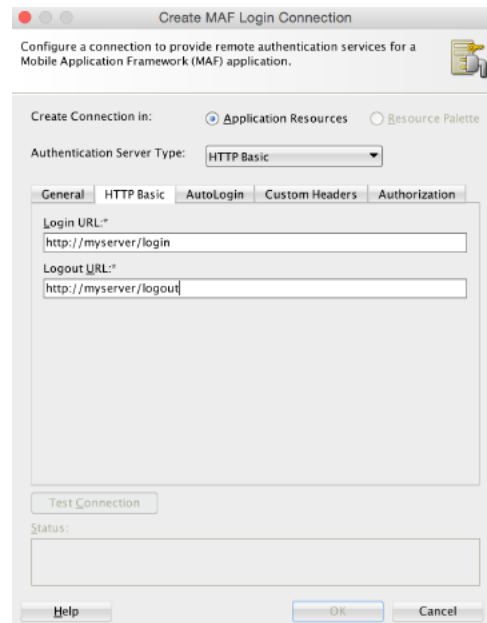 Create MAF Login Connection
Configure a connection to provide remote authentication services for a
Mobile Application Framework (MAF) application.
Create Connection in: Application Resources Resource Palette
Authentication Server Type: HTTP Basic
General HTTP Basic AutoLogin Custom Headers Authorization
Login URL:*
http://myserver/login
Logout URL:*
http://myserver/logout
Test Connection
Status:
Help OK Cancel